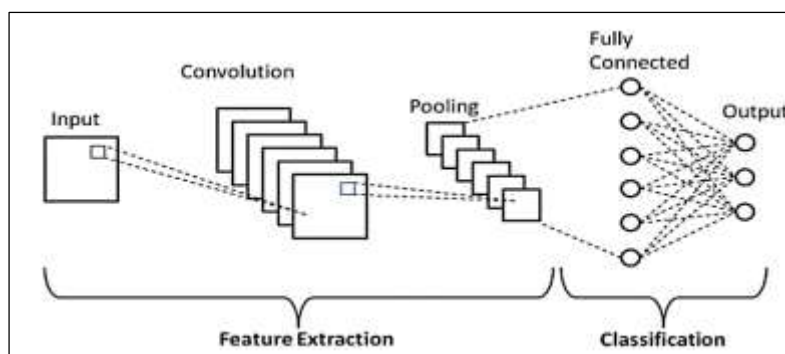 Fully
Connected
Convolution
Pooling
Input
Output
Feature Extraction
Classification